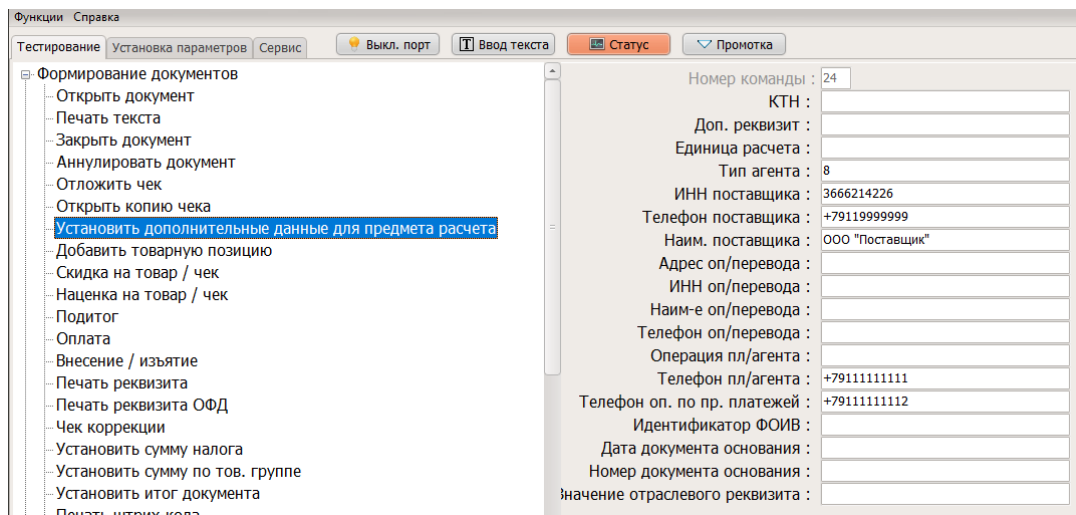 Функции Справка
Тестирование Установка параметров Сервис Выкл. порт Ввод текста Статус Промотка
Формирование документов
Открыть документ
Печать текста
Закрыть документ
Аннулировать документ
Отложить чек
Открыть копию чека
Установить дополнительные данные для предмета расчета
Добавить товарную позицию
Скидка на товар / чек
Наценка на товар / чек
Подитог
Оплата
Внесение / изъятие
Печать реквизита
Печать реквизита ОФД
Чек коррекции
Установить сумму налога
Установить сумму по тов. группе
Установить итог документа
Печать штрих-кода
Номер команды : 24
КТН :
Доп. реквизит :
Единица расчета :
Тип агента : 8
ИНН поставщика : 3666214226
Телефон поставщика : +79119999999
Наим. поставщика : ООО "Поставщик"
Адрес оп/перевода :
ИНН оп/перевода :
Наим-е оп/перевода :
Телефон оп/перевода :
Операция пл/агента :
Телефон пл/агента : +79111111111
Телефон оп. по пр. платежей : +79111111112
Идентификатор ФОИВ :
Дата документа основания :
Номер документа основания :
Значение отраслевого реквизита :